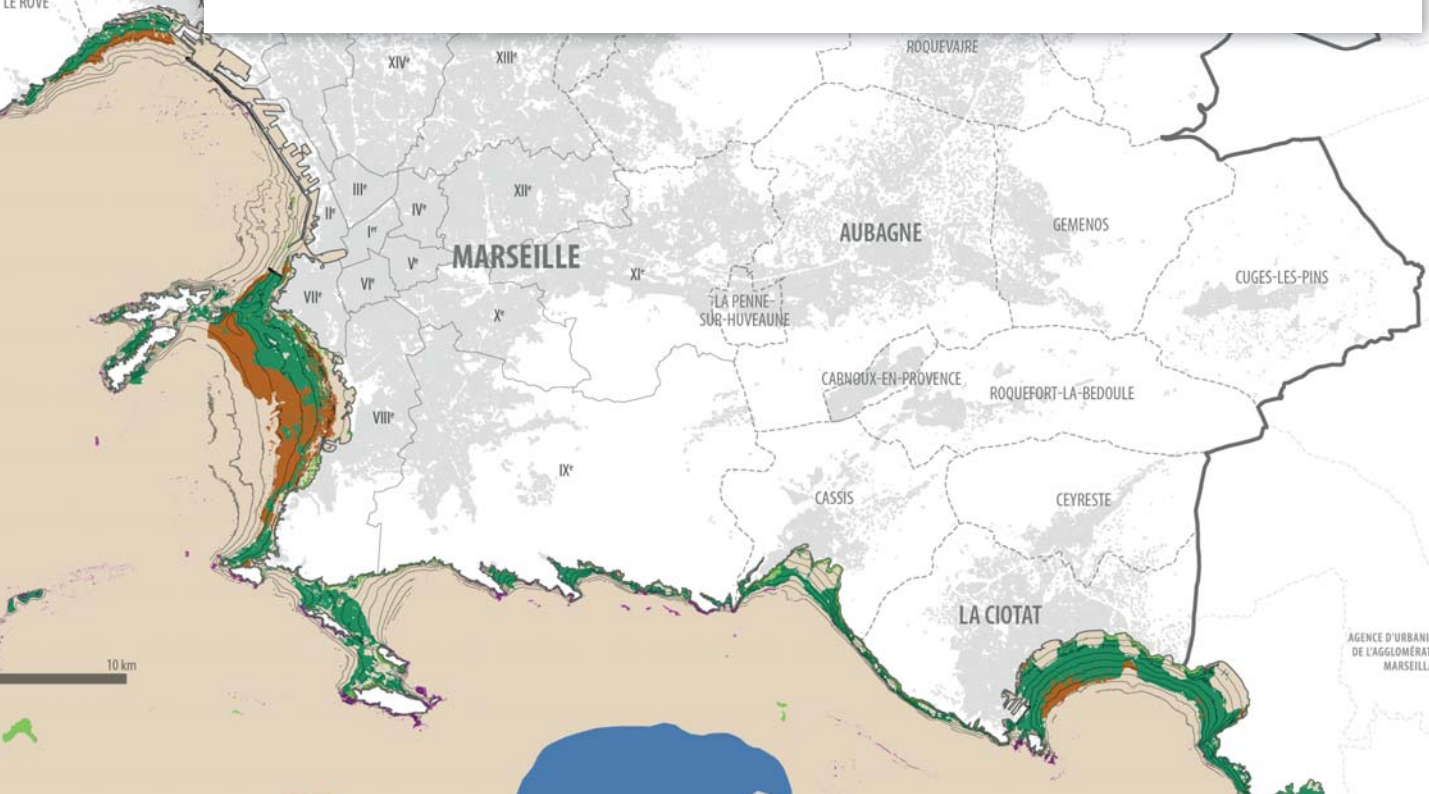 LE ROVE
ROQUEVAIRE
XIVᵉ
XIIIᵉ
IIIᵉ
XIIᵉ
IIᵉ
IVᵉ
Iᵉʳ
AUBAGNE
GEMENOS
MARSEILLE
Vᵉ
XIᵉ
CUGES-LES-PINS
VIIᵉ
VIᵉ
LA PENNE-
SUR-HUVEAUNE
Xᵉ
CARNOUX-EN-PROVENCE
ROQUEFORT-LA-BEDOULE
VIIIᵉ
IXᵉ
CASSIS
CEYRESTE
LA CIOTAT
10 km
AGENCE D'URBANI
DE L'AGGLOMÉRAT
MARSEILL